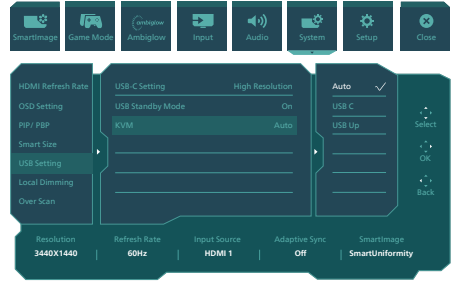 ambiglow
SmartImage Game Mode Ambiglow Input Audio System Setup Close
HDMI Refresh Rate USB-C Setting High Resolution Auto
OSD Setting USB Standby Mode On USB C
PIP/ PBP KVM Auto USB Up
Select
Smart Size
USB Setting
OK
Local Dimming
Back
Over Scan
Resolution Refresh Rate Input Source Adaptive Sync SmartImage
3440X1440 | 60Hz | HDMI 1 | Off | SmartUniformity